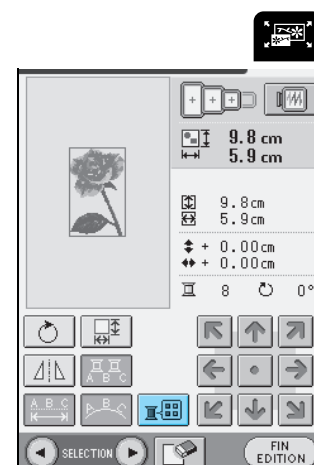 9.8 cm
5.9 cm
9.8cm
5.9cm
+ 0.00cm
+ 0.00cm
8 0°
A B C
A B C
A B C
SELECTION
FIN
EDITION